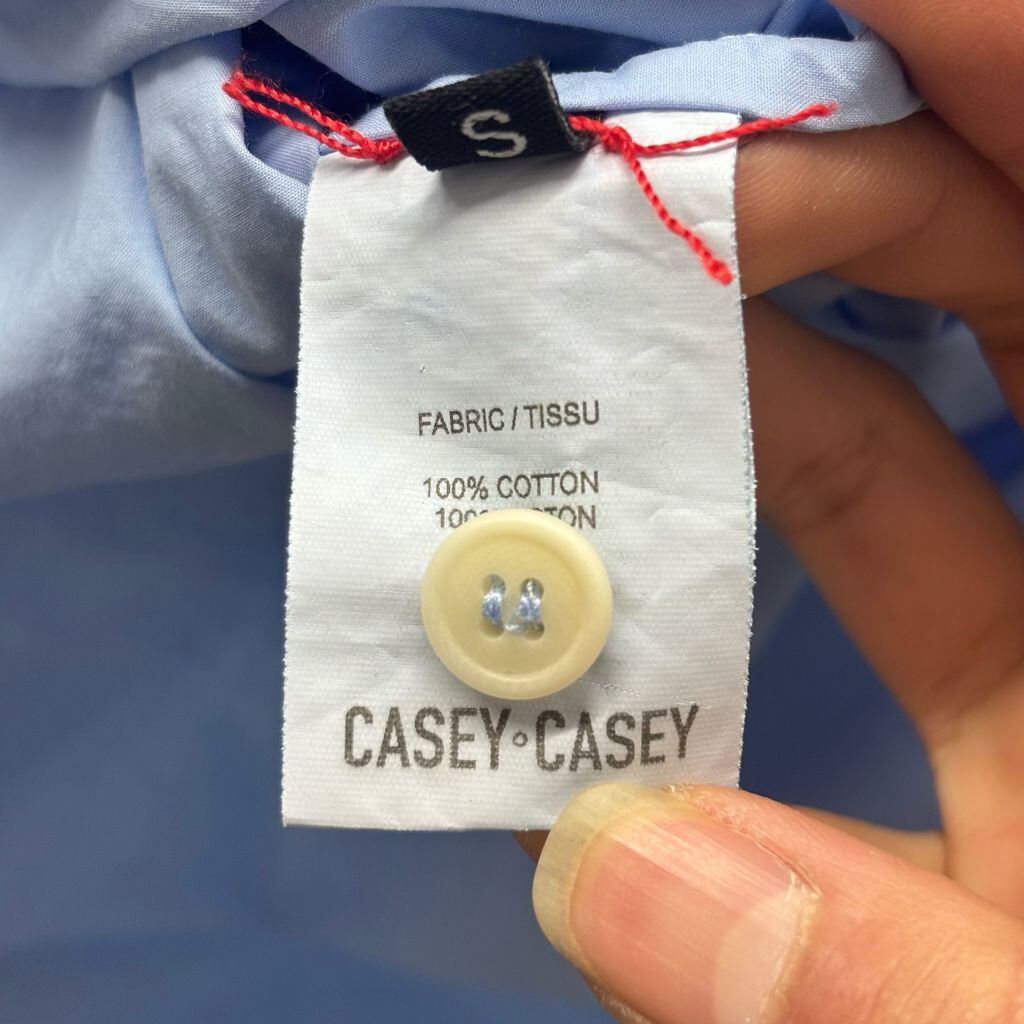 S
FABRIC / TISSU
100% COTTON
CASEY°CASEY